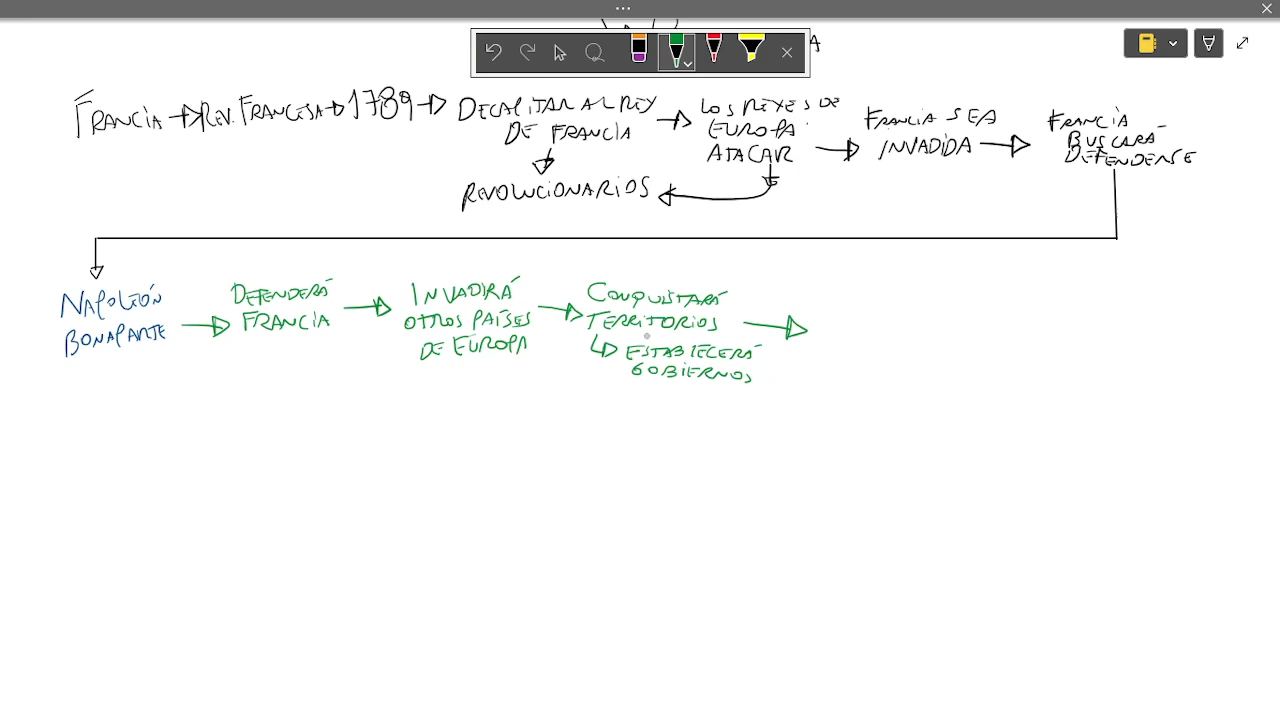 A
FRANCIA REV. FRANCESA 1789 DECAPITAR AL REY DE FRANCIA
LOS REYES DE
EUROPA
ATACAR
FRANCIA SEA
INVADIDA
FRANCIA
BUSCARÁ
DEFENDERSE
REVOLUCIONARIOS
NAPOLEÓN
BONAPARTE
DEFENDERÁ
FRANCIA
INVADIRÁ
OTROS PAÍSES
DE EUROPA
CONQUISTARÁ
TERRITORIOS
ESTABLECERÁ
GOBIERNOS